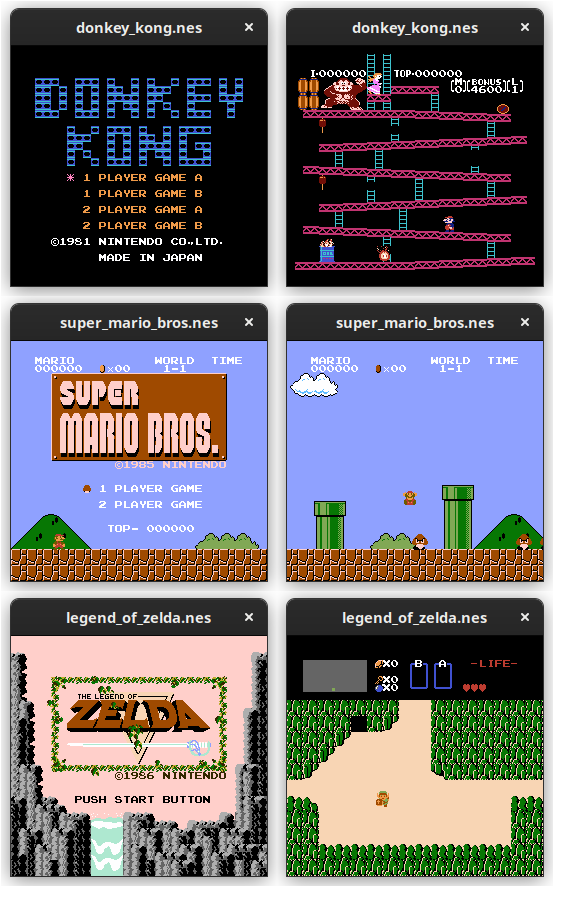 donkey_kong.nes ×
DONKEY
KONG
1 PLAYER GAME A
1 PLAYER GAME B
2 PLAYER GAME A
2 PLAYER GAME B
©1981 NINTENDO CO.,LTD.
MADE IN JAPAN
donkey_kong.nes ×
I-000000 TOP-000000
M BONUS L
0 4600 1
super_mario_bros.nes ×
MARIO WORLD TIME
000000 ×00 1-1
SUPER
MARIO BROS.
©1985 NINTENDO
1 PLAYER GAME
2 PLAYER GAME
TOP- 000000
super_mario_bros.nes ×
MARIO WORLD TIME
000000 ×00 1-1
legend_of_zelda.nes ×
THE LEGEND OF
ZELDA
©1986 NINTENDO
PUSH START BUTTON
legend_of_zelda.nes ×
X0 B A -LIFE-
X0
X0